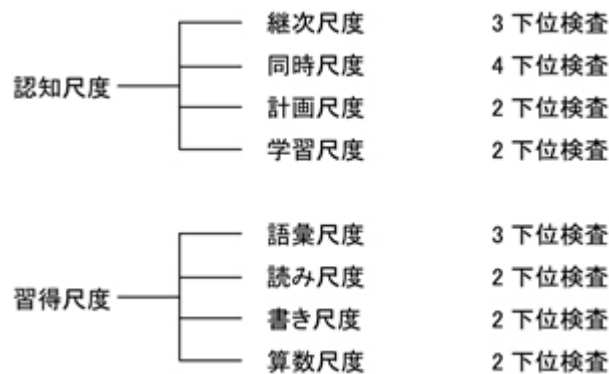 継次尺度 3 下位検査
同時尺度 4 下位検査
認知尺度
計画尺度 2 下位検査
学習尺度 2 下位検査
語彙尺度 3 下位検査
読み尺度 2 下位検査
習得尺度
書き尺度 2 下位検査
算数尺度 2 下位検査